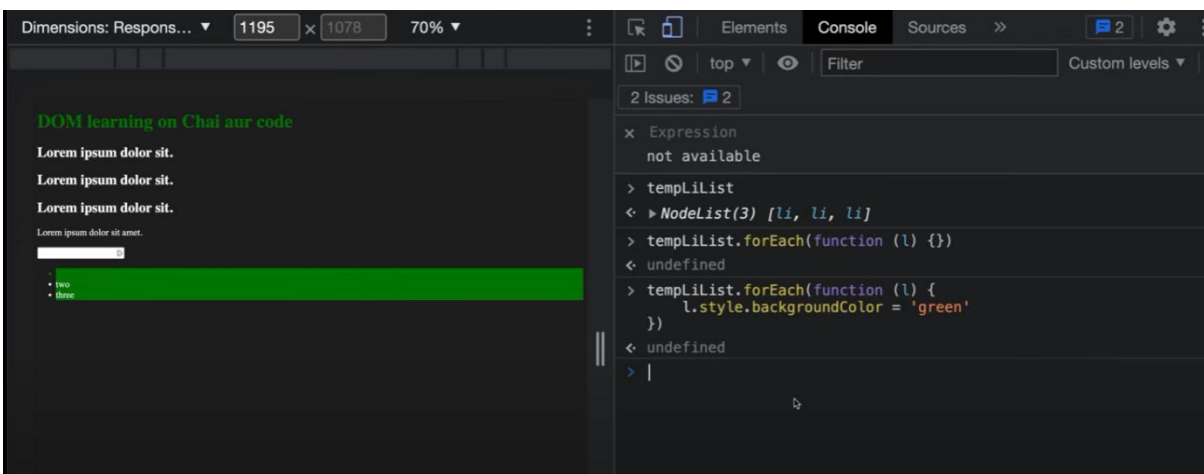 Dimensions: Respons... ▼ 1195 × 1078 70% ▼
Elements Console Sources » 2
top ▼ Filter Custom levels ▼
2 Issues: 2
DOM learning on Chai aur code
Lorem ipsum dolor sit.
Lorem ipsum dolor sit.
Lorem ipsum dolor sit.
Lorem ipsum dolor sit amet.
• two
• three
× Expression
not available
> tempLiList
<· ▶ NodeList(3) [li, li, li]
> tempLiList.forEach(function (l) {})
<· undefined
> tempLiList.forEach(function (l) {
l.style.backgroundColor = 'green'
})
<· undefined
>